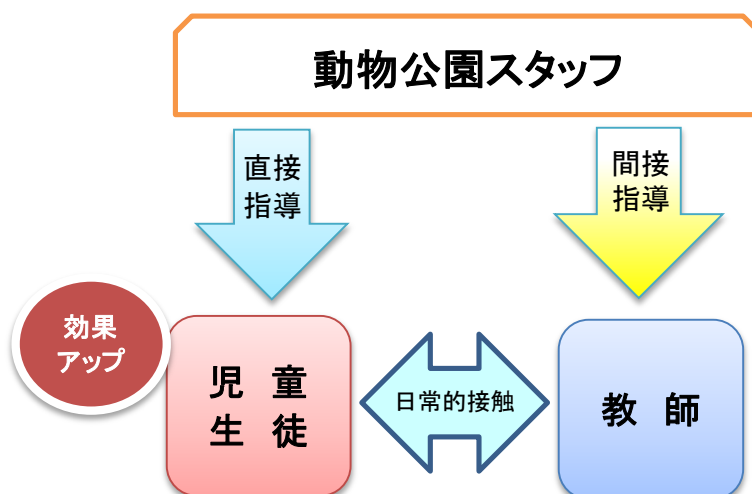 動物公園スタッフ
直接
指導
間接
指導
効果
アップ
児 童
生 徒
日常的接触
教 師